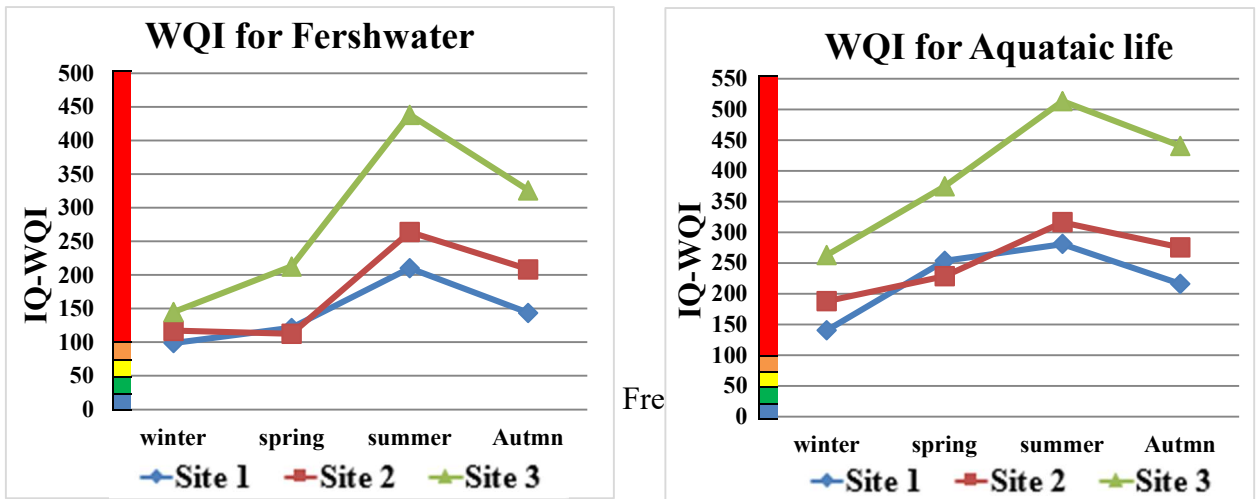 WQI for Fershwater
IQ-WQI
500
450
400
350
300
250
200
150
100
50
0
winter spring summer Autmn
Site 1 Site 2 Site 3
Fre
WQI for Aquataic life
IQ-WQI
550
500
450
400
350
300
250
200
150
100
50
0
winter spring summer Autmn
Site 1 Site 2 Site 3